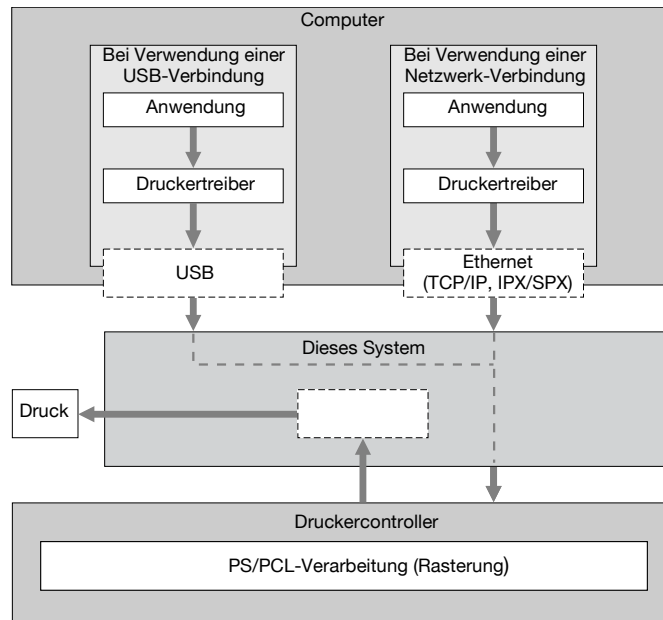 Computer
Bei Verwendung einer
USB-Verbindung
Anwendung
Druckertreiber
USB
Bei Verwendung einer
Netzwerk-Verbindung
Anwendung
Druckertreiber
Ethernet
(TCP/IP, IPX/SPX)
Dieses System
Druck
Druckercontroller
PS/PCL-Verarbeitung (Rasterung)